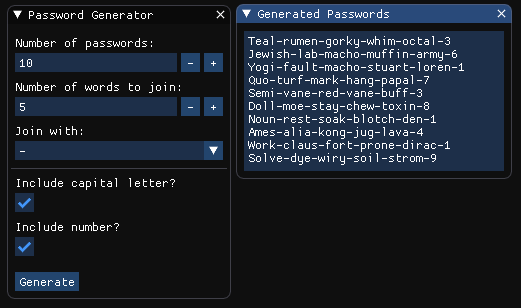 Password Generator
Number of passwords:
10
- +
Number of words to join:
5
- +
Join with:
-
Include capital letter?
Include number?
Generate
Generated Passwords
Teal-rumen-gorky-whim-octal-3
Jewish-lab-macho-muffin-army-6
Yogi-fault-macho-stuart-loren-1
Quo-turf-mark-hang-papal-7
Semi-vane-red-vane-buff-3
Doll-moe-stay-chew-toxin-8
Noun-rest-soak-blotch-den-1
Ames-alia-kong-jug-lava-4
Work-claus-fort-prone-dirac-1
Solve-dye-wiry-soil-strom-9